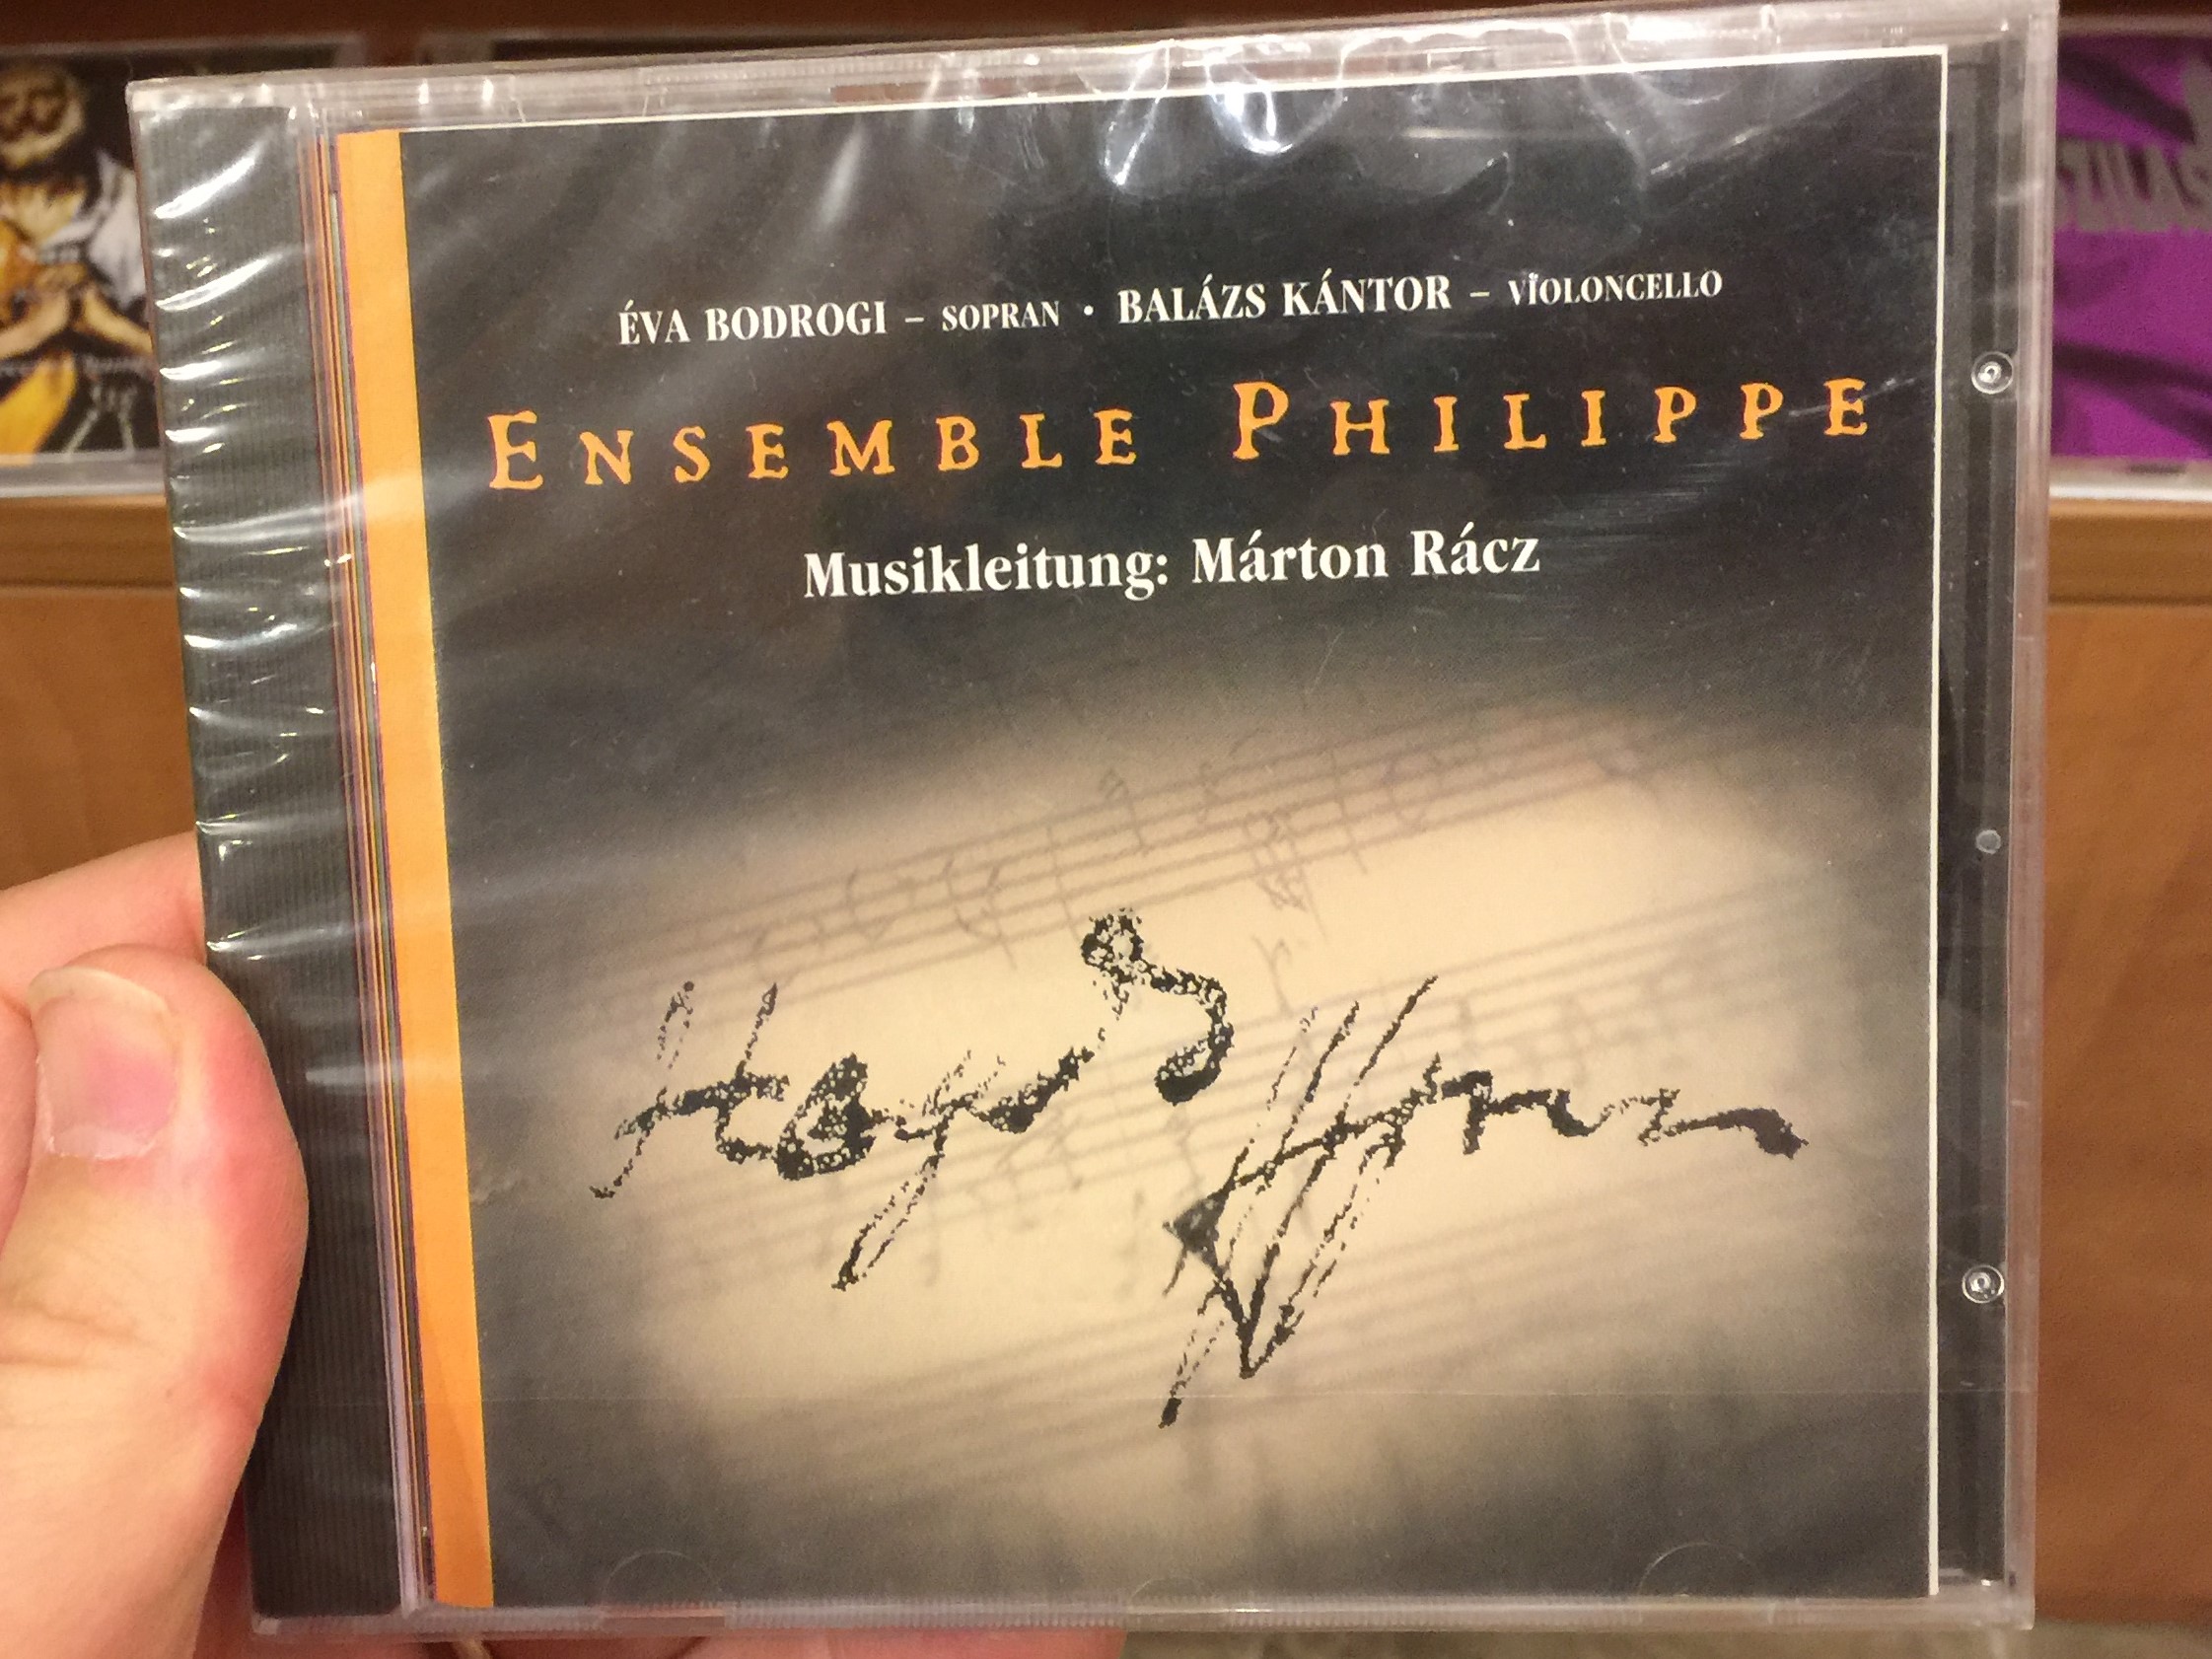 ÉVA BODROGI – SOPRAN • BALÁZS KÁNTOR – VIOLONCELLO
ENSEMBLE PHILIPPE
Musikleitung: Márton Rácz